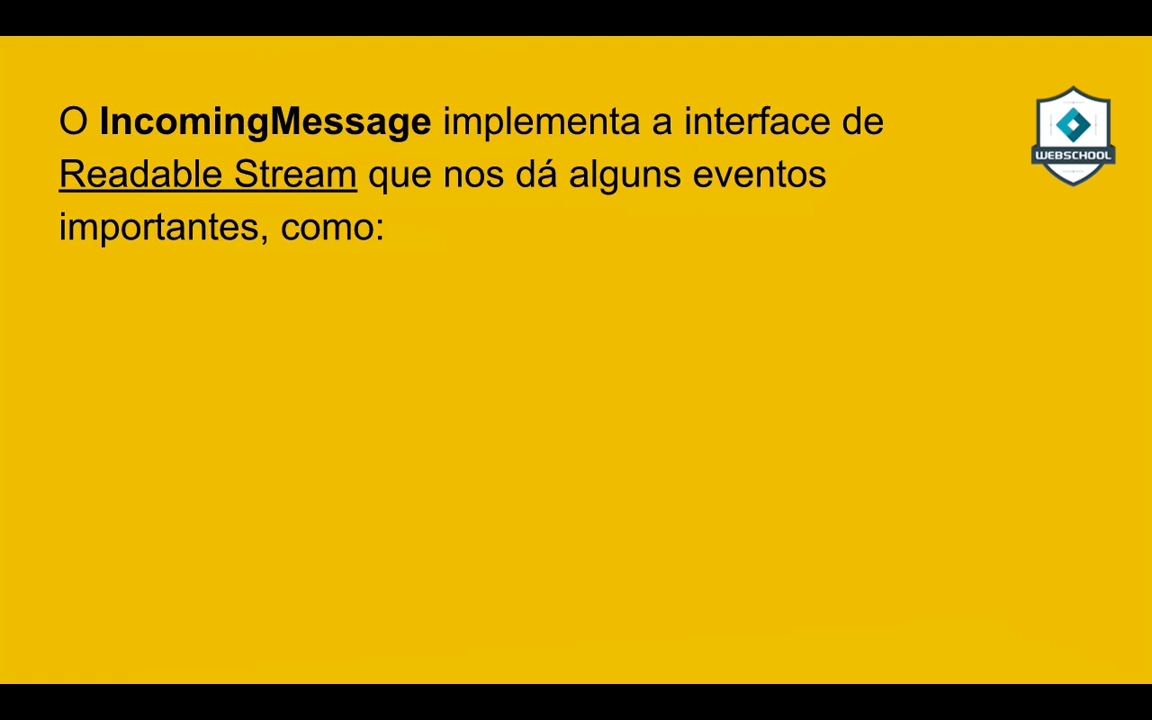 O IncomingMessage implementa a interface de
Readable Stream que nos dá alguns eventos
importantes, como:
WEBSCHOOL